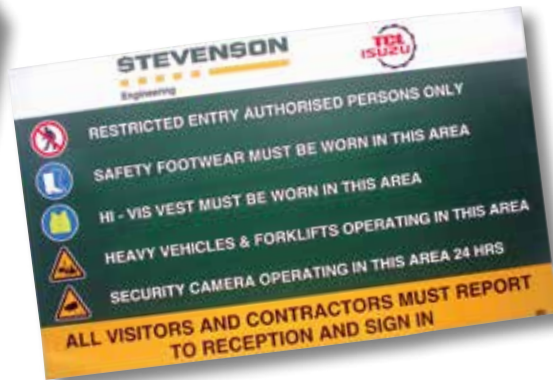 STEVENSON
Engineering
TCL
ISUZU
RESTRICTED ENTRY AUTHORISED PERSONS ONLY
SAFETY FOOTWEAR MUST BE WORN IN THIS AREA
HI - VIS VEST MUST BE WORN IN THIS AREA
HEAVY VEHICLES & FORKLIFTS OPERATING IN THIS AREA
SECURITY CAMERA OPERATING IN THIS AREA 24 HRS
ALL VISITORS AND CONTRACTORS MUST REPORT
TO RECEPTION AND SIGN IN